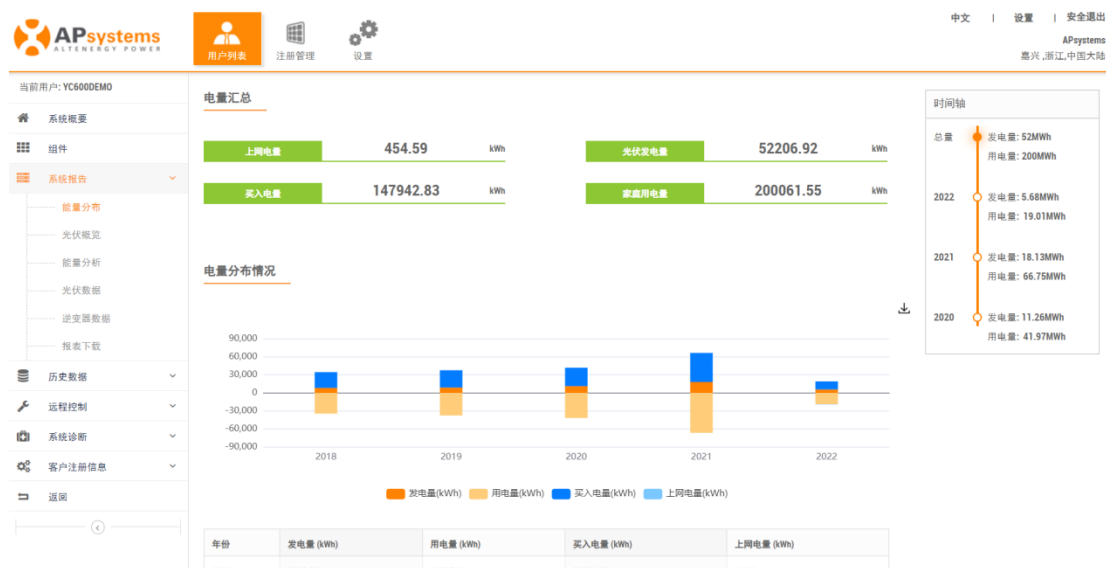 APsystems
ALTENERGY POWER
用户列表
注册管理
设置
中文 | 设置 | 安全退出
APsystems
嘉兴 ,浙江,中国大陆
当前用户: YC600DEMO
系统概要
组件
系统报告
能量分布
光伏概览
能量分析
光伏数据
逆变器数据
报表下载
历史数据
远程控制
系统诊断
客户注册信息
返回
电量汇总
上网电量 454.59 kWh
光伏发电量 52206.92 kWh
买入电量 147942.83 kWh
家庭用电量 200061.55 kWh
电量分布情况
90,000
60,000
30,000
0
-30,000
-60,000
-90,000
2018 2019 2020 2021 2022
发电量(kWh) 用电量(kWh) 买入电量(kWh) 上网电量(kWh)
年份 发电量 (kWh) 用电量 (kWh) 买入电量 (kWh) 上网电量 (kWh)
时间轴
总量 发电量: 52MWh
用电量: 200MWh
2022 发电量: 5.68MWh
用电量: 19.01MWh
2021 发电量: 18.13MWh
用电量: 66.75MWh
2020 发电量: 11.26MWh
用电量: 41.97MWh